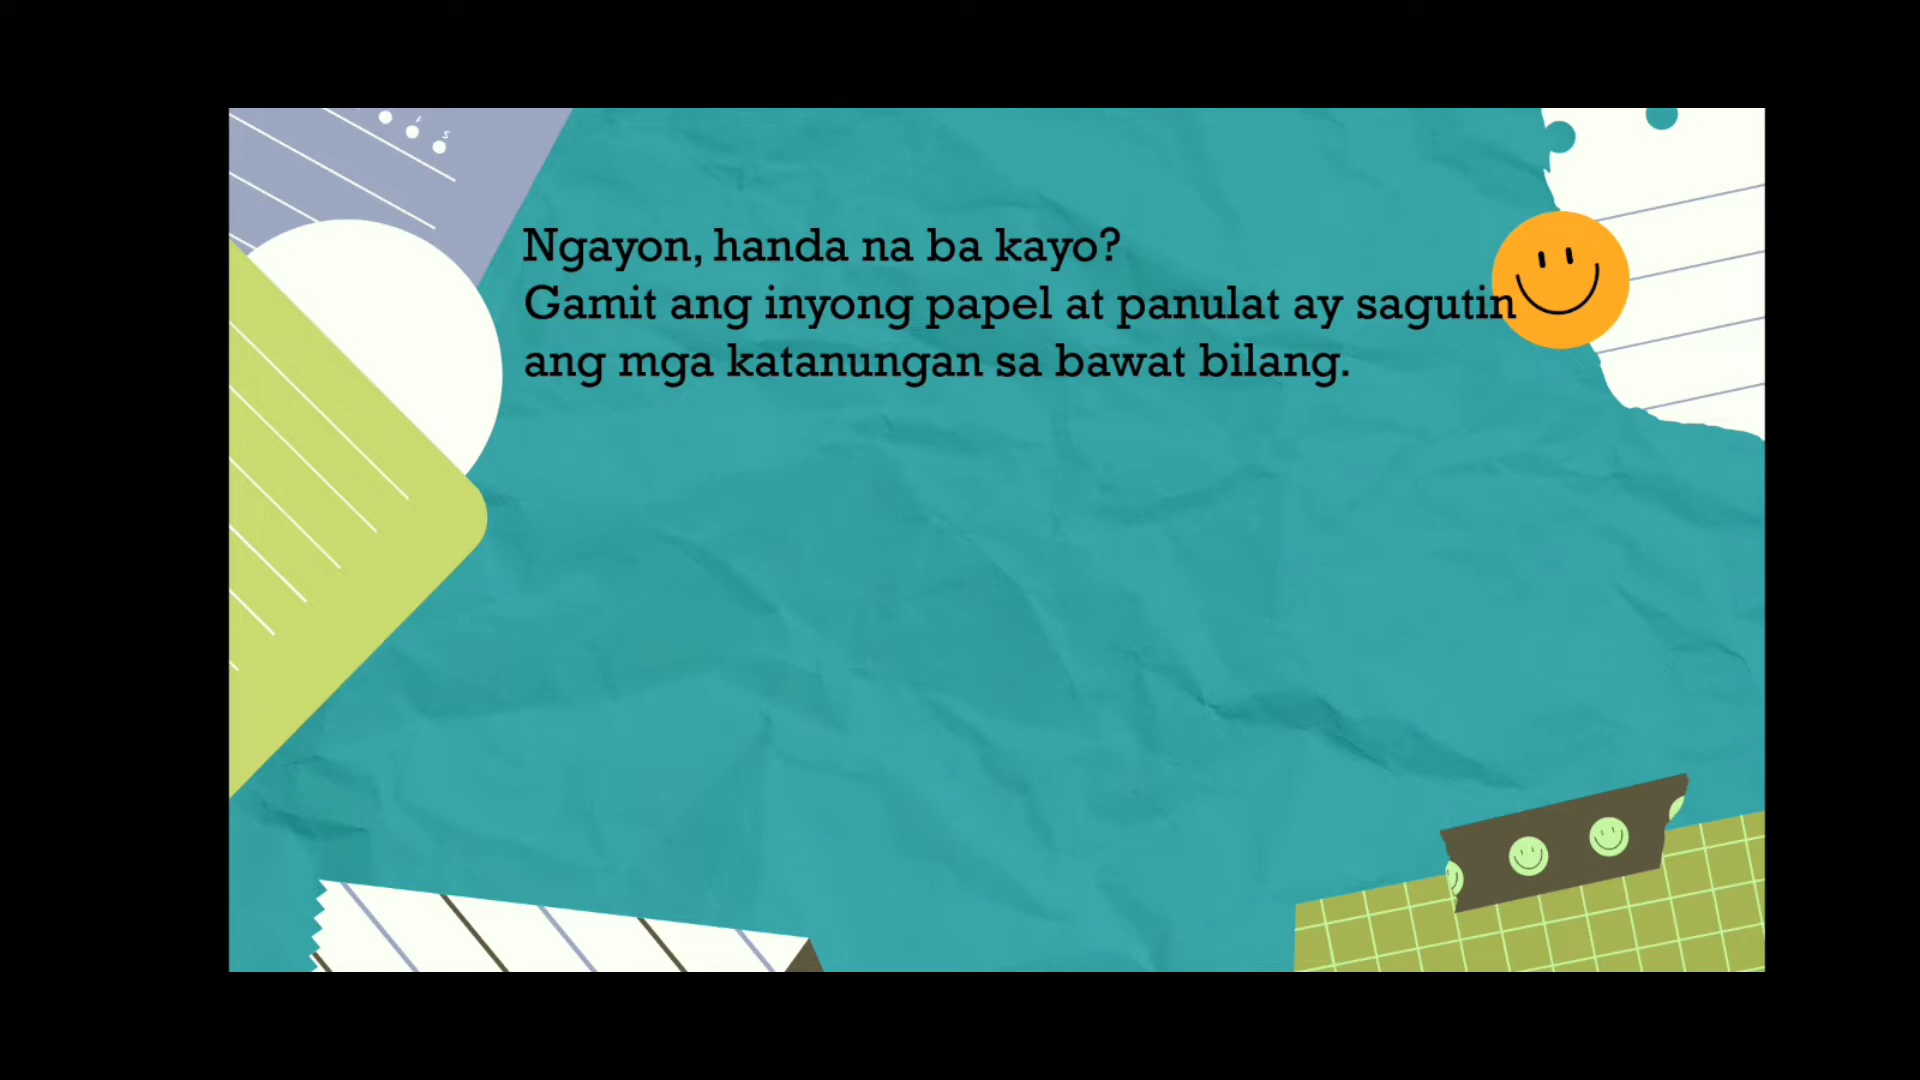 Ngayon, handa na ba kayo?
Gamit ang inyong papel at panulat ay sagutin
ang mga katanungan sa bawat bilang.